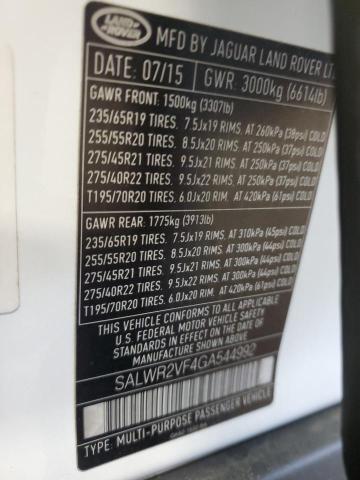 LAND ROVER
MFD BY JAGUAR LAND ROVER LT
DATE: 07/15 GWR: 3000kg (6614lb)
GAWR FRONT: 1500kg (3307lb)
235/65R19 TIRES. 7.5Jx19 RIMS. AT 260kPa (38psi) COLD
255/55R20 TIRES. 8.5Jx20 RIMS. AT 250kPa (37psi) COLD
275/45R21 TIRES. 9.5Jx21 RIMS. AT 250kPa (37psi) COLD
275/40R22 TIRES. 9.5Jx22 RIMS. AT 250kPa (37psi) COLD
T195/70R20 TIRES. 6.0Jx20 RIM. AT 420kPa (61psi) COLD
GAWR REAR: 1775kg (3913lb)
235/65R19 TIRES. 7.5Jx19 RIMS. AT 310kPa (45psi) COLD
255/55R20 TIRES. 8.5Jx20 RIMS. AT 300kPa (44psi) COLD
275/45R21 TIRES. 9.5Jx21 RIMS. AT 300kPa (44psi) COLD
275/40R22 TIRES. 9.5Jx22 RIMS. AT 300kPa (44psi) COLD
T195/70R20 TIRES. 6.0Jx20 RIM. AT 420kPa (61psi) COLD
THIS VEHICLE CONFORMS TO ALL APPLICABLE
U.S. FEDERAL MOTOR VEHICLE SAFETY
AND THEFT PREVENTION STANDARDS IN EFFECT
ON THE DATE OF MANUFACTURE SHOWN ABOVE
SALWR2VF4GA544992
TYPE: MULTI-PURPOSE PASSENGER VEHICLE